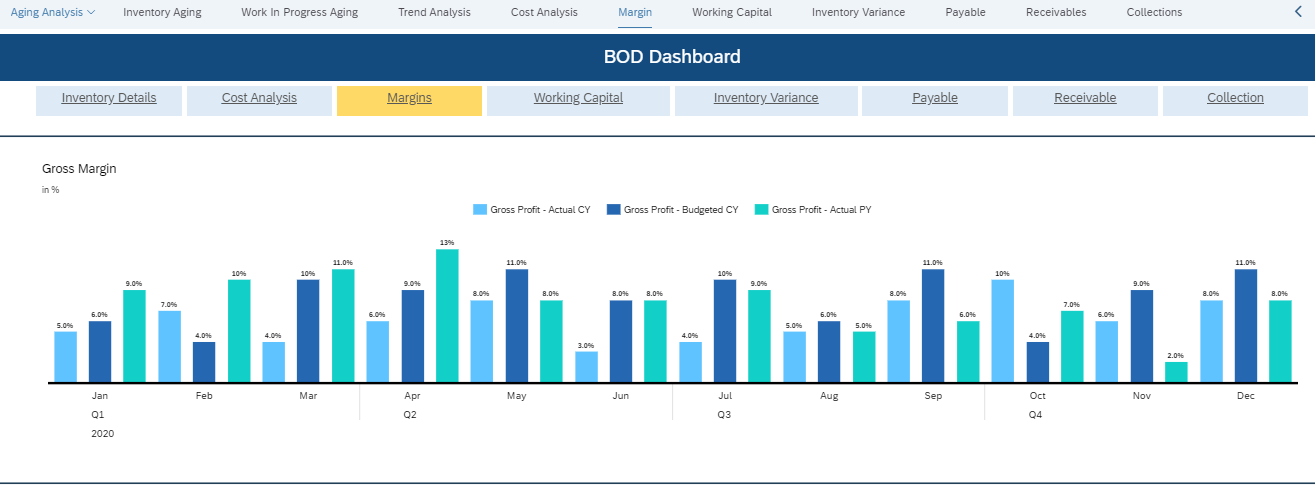 Aging Analysis Inventory Aging Work In Progress Aging Trend Analysis Cost Analysis Margin Working Capital Inventory Variance Payable Receivables Collections
BOD Dashboard
Inventory Details Cost Analysis Margins Working Capital Inventory Variance Payable Receivable Collection
Gross Margin
in %
Gross Profit - Actual CY Gross Profit - Budgeted CY Gross Profit - Actual PY
5.0% 6.0% 9.0% 7.0% 4.0% 10% 4.0% 10% 11.0% 6.0% 9.0% 13% 8.0% 11.0% 8.0% 3.0% 8.0% 8.0% 4.0% 10% 9.0% 5.0% 6.0% 5.0% 8.0% 11.0% 6.0% 10% 4.0% 7.0% 6.0% 9.0% 2.0% 8.0% 11.0% 8.0%
Jan Feb Mar Apr May Jun Jul Aug Sep Oct Nov Dec
Q1 Q2 Q3 Q4
2020